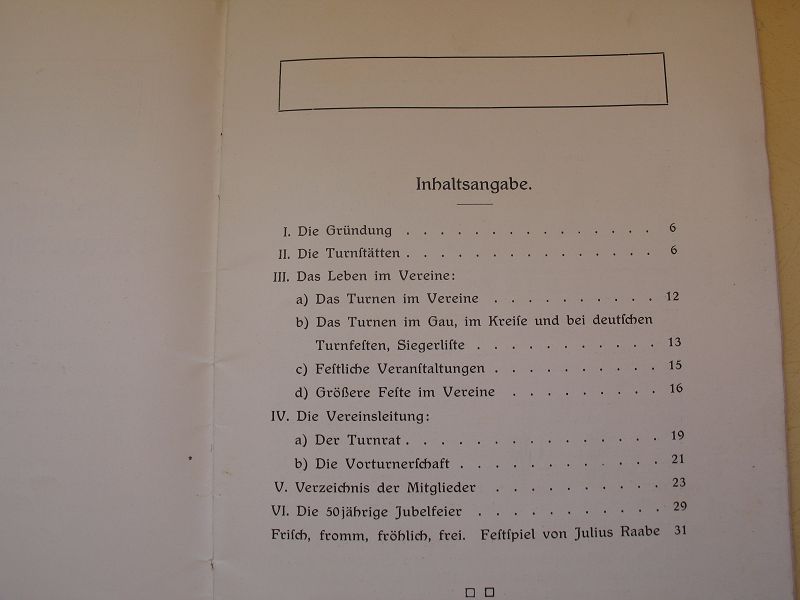 Inhaltsangabe.
I. Die Gründung . . . . . . . . . . . . . . . 6
II. Die Turnſtätten . . . . . . . . . . . . . . . 6
III. Das Leben im Vereine:
a) Das Turnen im Vereine . . . . . . . . . . 12
b) Das Turnen im Gau, im Kreiſe und bei deutſchen
Turnfeſten, Siegerliſte . . . . . . . . . . . 13
c) Feſtliche Veranſtaltungen . . . . . . . . . . 15
d) Größere Feſte im Vereine . . . . . . . . . 16
IV. Die Vereinsleitung:
a) Der Turnrat . . . . . . . . . . . . . . . 19
b) Die Vorturnerſchaft . . . . . . . . . . . . 21
V. Verzeichnis der Mitglieder . . . . . . . . . . 23
VI. Die 50jährige Jubelfeier . . . . . . . . . . . 29
Friſch, fromm, fröhlich, frei. Feſtſpiel von Julius Raabe 31